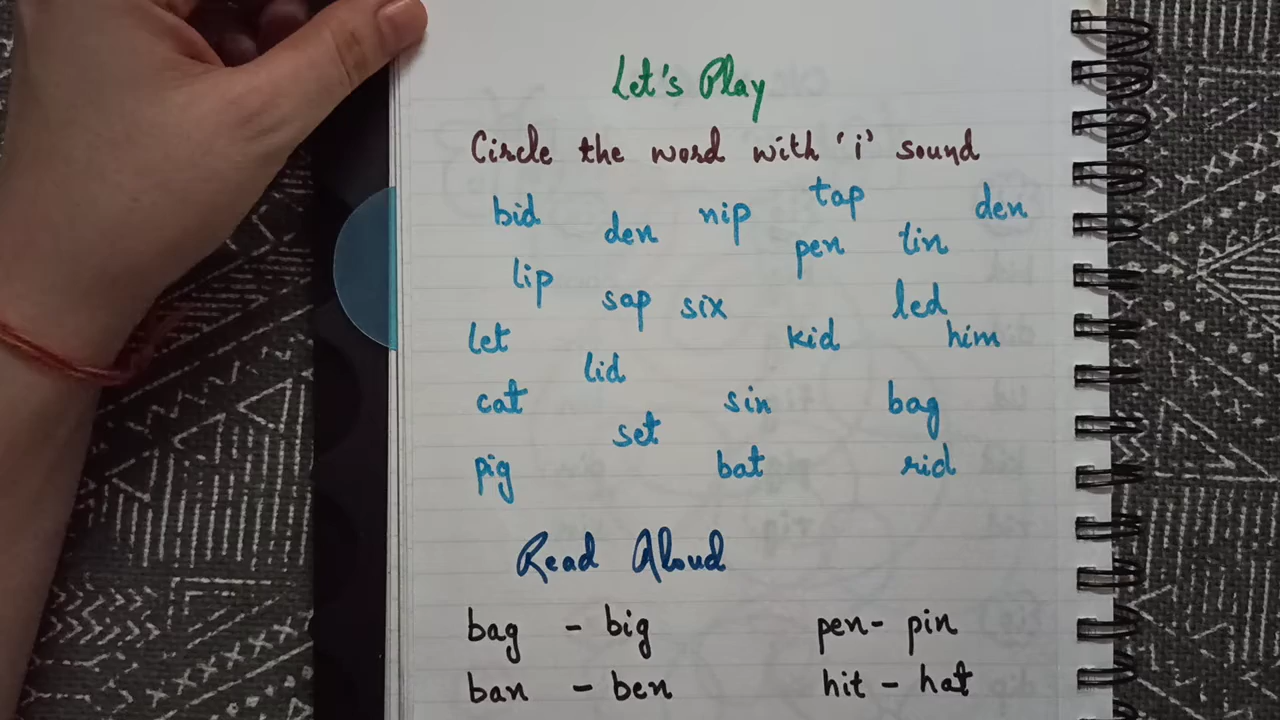 Let's Play
Circle the word with 'i' sound
bid den nip tap den
pen tin
lip sap six led
let kid him
lid
cat sin bag
set
pig bat rid
Read Aloud
bag - big pen - pin
ban - ben hit - hat